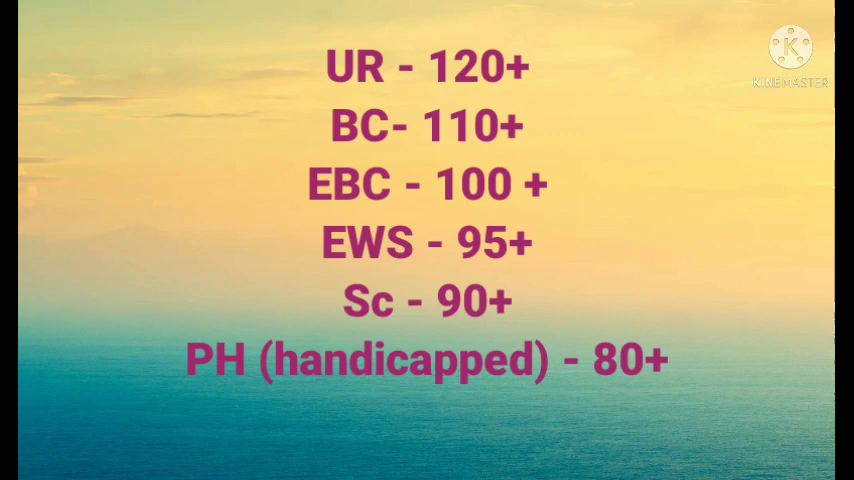 UR - 120+
BC- 110+
EBC - 100 +
EWS - 95+
Sc - 90+
PH (handicapped) - 80+
K
KINEMASTER